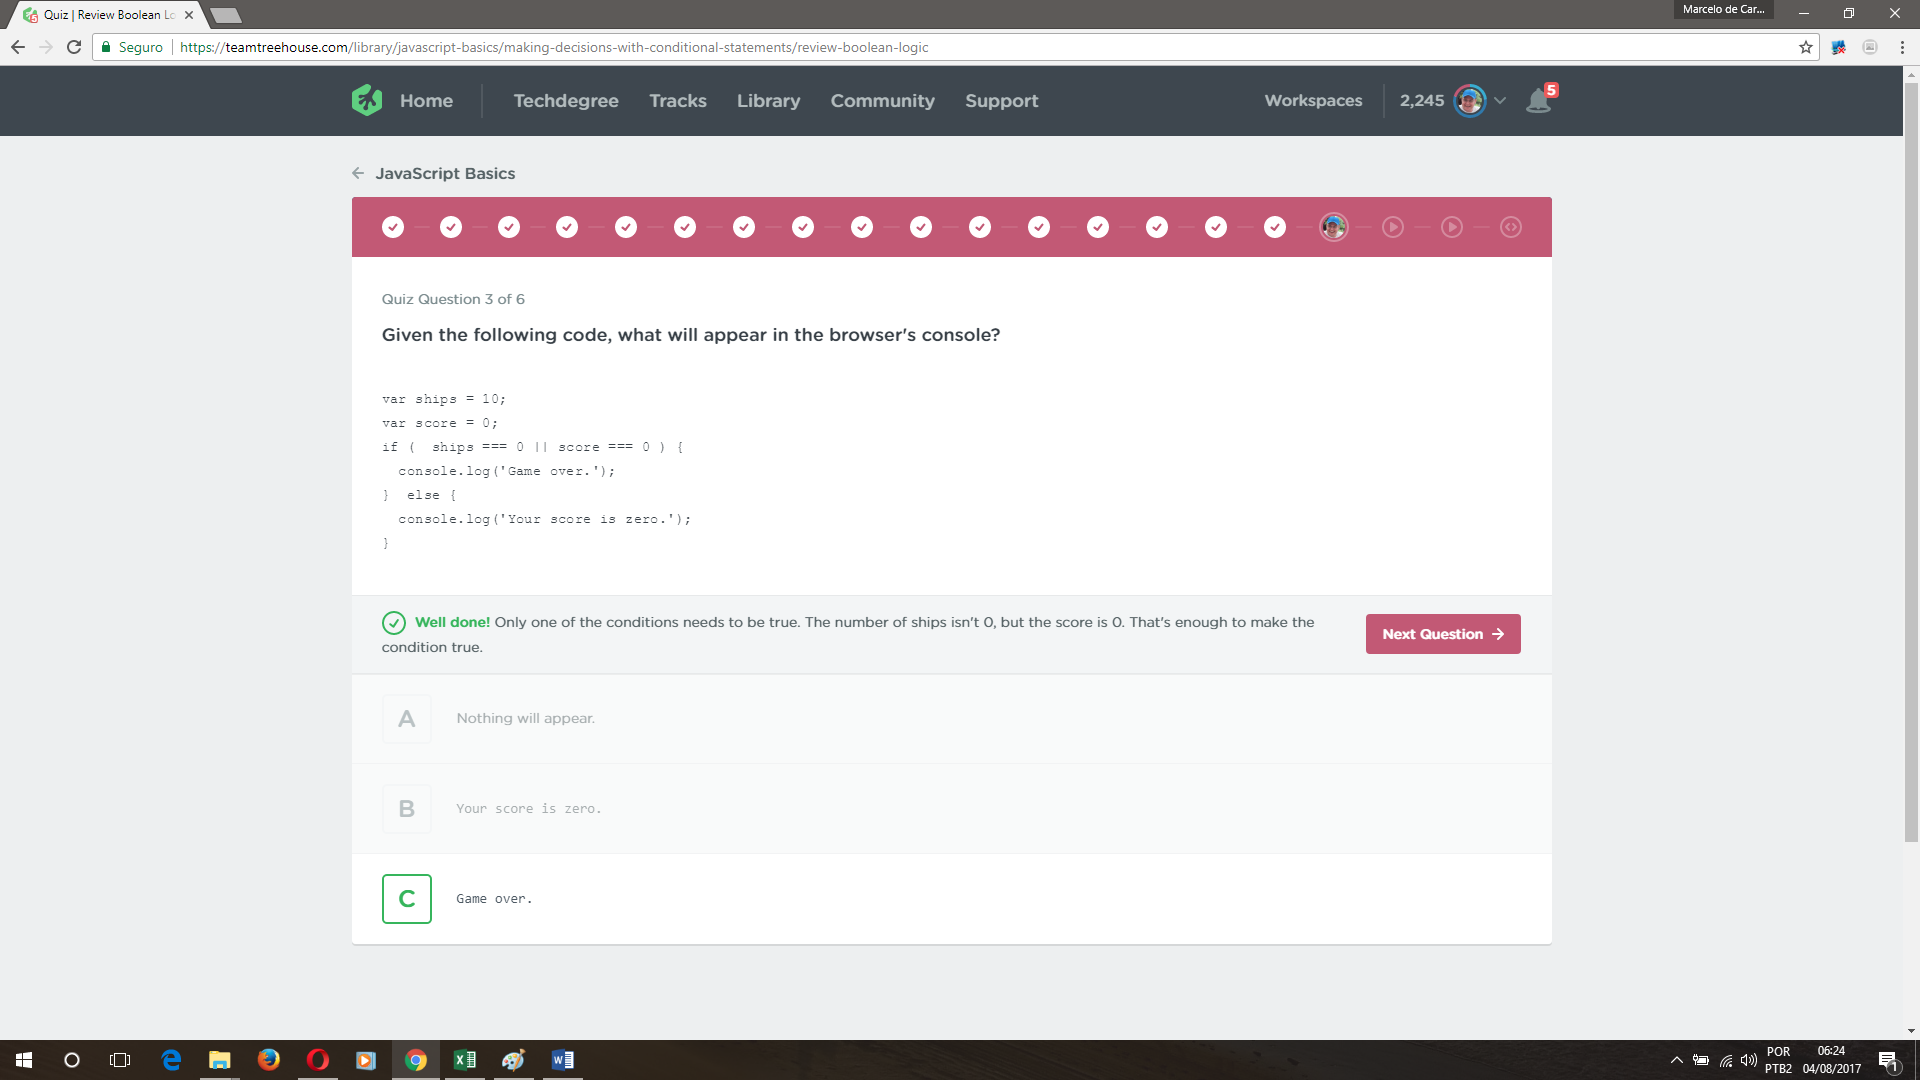 Quiz | Review Boolean Lo
Marcelo de Car...
Seguro
https://teamtreehouse.com/library/javascript-basics/making-decisions-with-conditional-statements/review-boolean-logic
Home Techdegree Tracks Library Community Support Workspaces 2,245 5
JavaScript Basics
Quiz Question 3 of 6
Given the following code, what will appear in the browser's console?
var ships = 10;
var score = 0;
if (  ships === 0 || score === 0 ) {
  console.log('Game over.');
}  else {
  console.log('Your score is zero.');
}
Well done! Only one of the conditions needs to be true. The number of ships isn't 0, but the score is 0. That's enough to make the
condition true.
Next Question
A Nothing will appear.
B Your score is zero.
C Game over.
POR 06:24
PTB2 04/08/2017 1